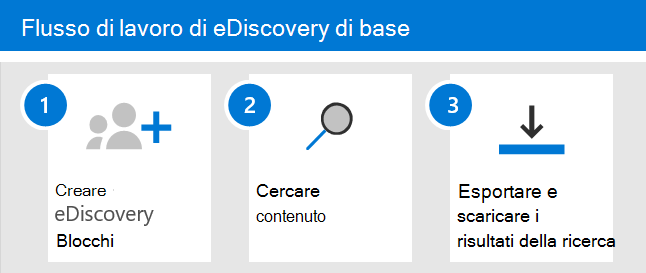 Flusso di lavoro di eDiscovery di base
1
Creare
eDiscovery
Blocchi
2
Cercare
contenuto
3
Esportare e
scaricare i
risultati della ricerca